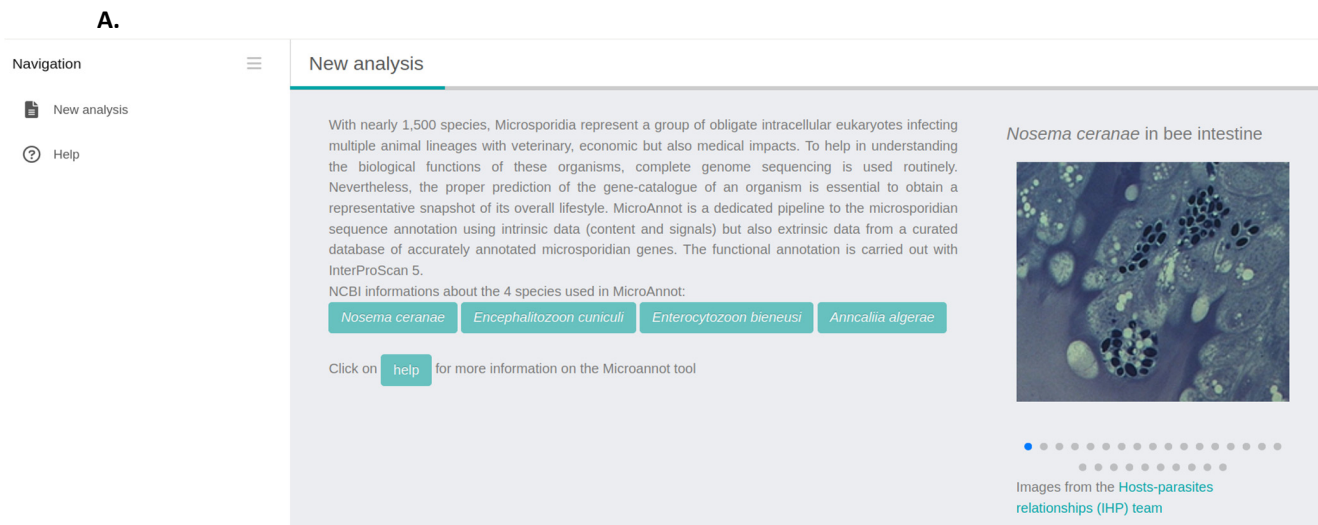 A.
Navigation
New analysis
Help
New analysis
With nearly 1,500 species, Microsporidia represent a group of obligate intracellular eukaryotes infecting
multiple animal lineages with veterinary, economic but also medical impacts. To help in understanding
the biological functions of these organisms, complete genome sequencing is used routinely.
Nevertheless, the proper prediction of the gene-catalogue of an organism is essential to obtain a
representative snapshot of its overall lifestyle. MicroAnnot is a dedicated pipeline to the microsporidian
sequence annotation using intrinsic data (content and signals) but also extrinsic data from a curated
database of accurately annotated microsporidian genes. The functional annotation is carried out with
InterProScan 5.
NCBI informations about the 4 species used in MicroAnnot:
Nosema ceranae Encephalitozoon cuniculi Enterocytozoon bieneusi Anncaliia algerae
Click on help for more information on the Microannot tool
Nosema ceranae in bee intestine
Images from the Hosts-parasites
relationships (IHP) team